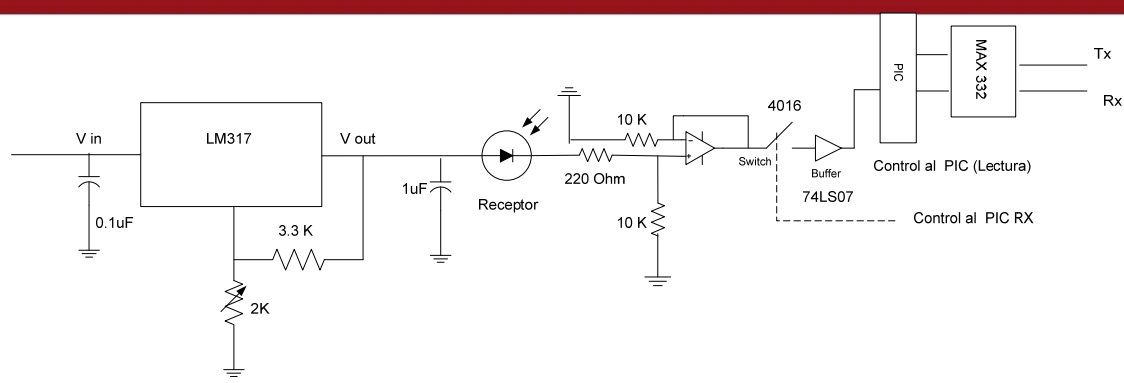 V in
LM317
V out
0.1uF
3.3 K
2K
1uF
Receptor
220 Ohm
10 K
10 K
4016
Switch
Buffer
74LS07
PIC
MAX 332
Tx
Rx
Control al PIC (Lectura)
Control al PIC RX
-
+